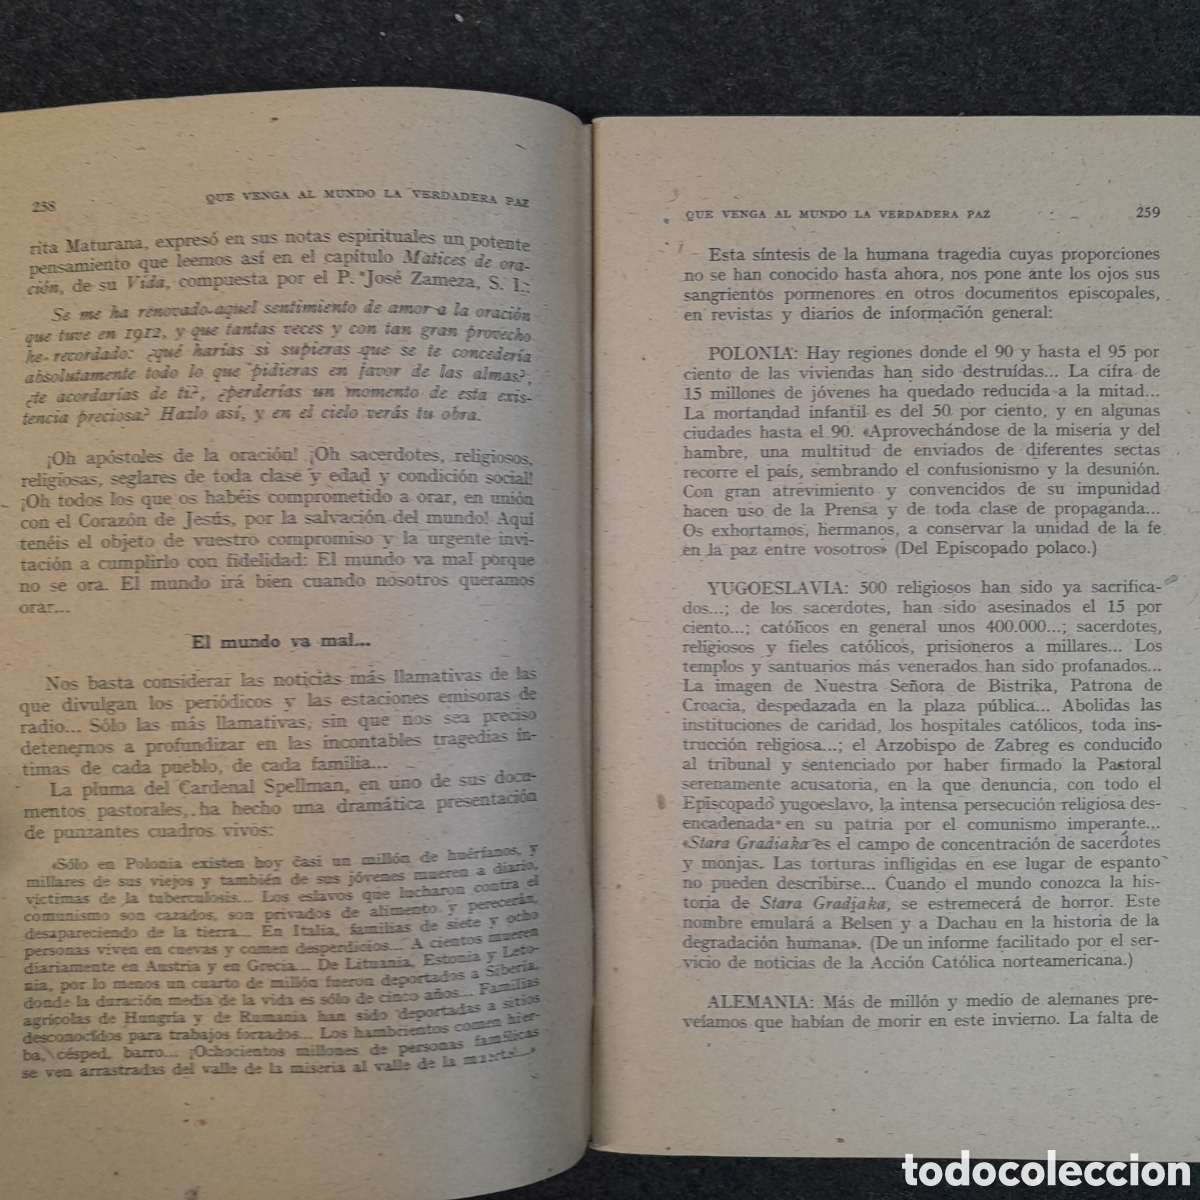 258
QUE VENGA AL MUNDO LA VERDADERA PAZ
rita Maturana, expresó en sus notas espirituales un potente
pensamiento que leemos así en el capítulo Matices de ora-
ción, de su Vida, compuesta por el P. José Zameza, S. I.:
Se me ha renovado aquel sentimiento de amor a la oración
que tuve en 1912, y que tantas veces y con tan gran provecho
he recordado: ¿qué harías si supieras que se te concedería
absolutamente todo lo que pidieras en favor de las almas?,
¿te acordarías de ti?, ¿perderías un momento de esta exis-
tencia preciosa? Hazlo así, y en el cielo verás tu obra.
¡Oh apóstoles de la oración! ¡Oh sacerdotes, religiosos,
religiosas, seglares de toda clase y edad y condición social!
¡Oh todos los que os habéis comprometido a orar, en unión
con el Corazón de Jesús, por la salvación del mundo! Aquí
tenéis el objeto de vuestro compromiso y la urgente invi-
tación a cumplirlo con fidelidad: El mundo va mal porque
no se ora. El mundo irá bien cuando nosotros queramos
orar...
El mundo va mal...
Nos basta considerar las noticias más llamativas de las
que divulgan los periódicos y las estaciones emisoras de
radio... Sólo las más llamativas, sin que nos sea preciso
detenernos a profundizar en las incontables tragedias ín-
timas de cada pueblo, de cada familia...
La pluma del Cardenal Spellman, en uno de sus docu-
mentos pastorales, ha hecho una dramática presentación
de punzantes cuadros vivos:
«Sólo en Polonia existen hoy casi un millón de huérfanos, y
millares de sus viejos y también de sus jóvenes mueren a diario,
víctimas de la tuberculosis... Los eslavos que lucharon contra el
comunismo son cazados, son privados de alimento y perecerán,
desapareciendo de la tierra... En Italia, familias de siete y ocho
personas viven en cuevas y comen desperdicios... A cientos mueren
diariamente en Austria y en Grecia... De Lituania, Estonia y Leto-
nia, por lo menos un cuarto de millón fueron deportados a Siberia,
donde la duración media de la vida es sólo de cinco años... Familias
agrícolas de Hungría y de Rumania han sido deportadas a sitios
desconocidos para trabajos forzados... Los hambrientos comen hier-
ba, césped, barro... ¡Ochocientos millones de personas famélicas
se ven arrastradas del valle de la miseria al valle de la muerte!...»
QUE VENGA AL MUNDO LA VERDADERA PAZ
259
Esta síntesis de la humana tragedia cuyas proporciones
no se han conocido hasta ahora, nos pone ante los ojos sus
sangrientos pormenores en otros documentos episcopales,
en revistas y diarios de información general:
POLONIA: Hay regiones donde el 90 y hasta el 95 por
ciento de las viviendas han sido destruídas... La cifra de
15 millones de jóvenes ha quedado reducida a la mitad...
La mortandad infantil es del 50 por ciento, y en algunas
ciudades hasta el 90. «Aprovechándose de la miseria y del
hambre, una multitud de enviados de diferentes sectas
recorre el país, sembrando el confusionismo y la desunión.
Con gran atrevimiento y convencidos de su impunidad
hacen uso de la Prensa y de toda clase de propaganda...
Os exhortamos, hermanos, a conservar la unidad de la fe
en la paz entre vosotros» (Del Episcopado polaco.)
YUGOESLAVIA: 500 religiosos han sido ya sacrifica-
dos...; de los sacerdotes, han sido asesinados el 15 por
ciento...; católicos en general unos 400.000...; sacerdotes,
religiosos y fieles católicos, prisioneros a millares... Los
templos y santuarios más venerados han sido profanados...
La imagen de Nuestra Señora de Bistrika, Patrona de
Croacia, despedazada en la plaza pública... Abolidas las
instituciones de caridad, los hospitales católicos, toda ins-
trucción religiosa...; el Arzobispo de Zabreg es conducido
al tribunal y sentenciado por haber firmado la Pastoral
serenamente acusatoria, en la que denuncia, con todo el
Episcopado yugoeslavo, la intensa persecución religiosa des-
encadenada en su patria por el comunismo imperante...
«Stara Gradiaka es el campo de concentración de sacerdotes
y monjas. Las torturas infligidas en ese lugar de espanto
no pueden describirse... Cuando el mundo conozca la his-
toria de Stara Gradjaka, se estremecerá de horror. Este
nombre emulará a Belsen y a Dachau en la historia de la
degradación humana». (De un informe facilitado por el ser-
vicio de noticias de la Acción Católica norteamericana.)
ALEMANIA: Más de millón y medio de alemanes pre-
veíamos que habían de morir en este invierno. La falta de
todocoleccion